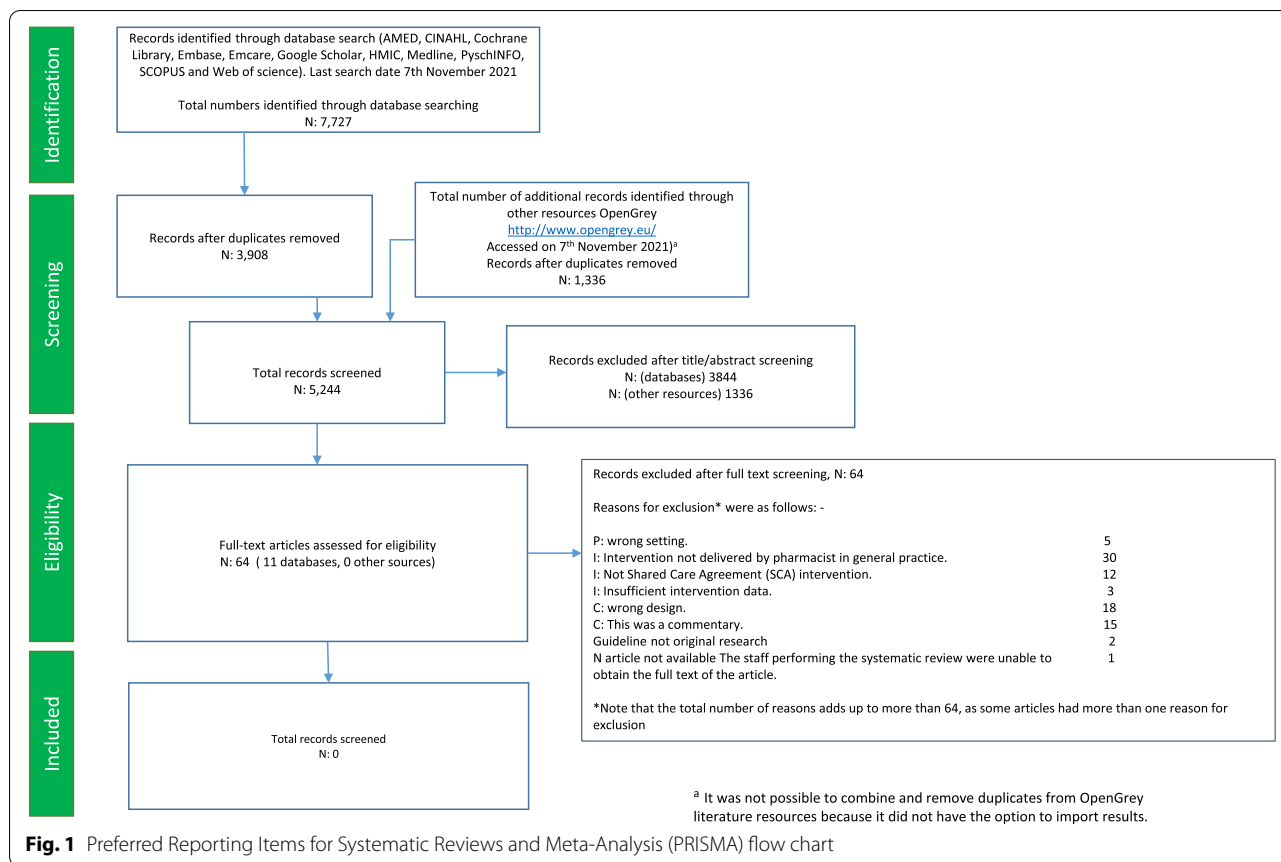 Identification
Records identified through database search (AMED, CINAHL, Cochrane
Library, Embase, Emcare, Google Scholar, HMIC, Medline, PyschINFO,
SCOPUS and Web of science). Last search date 7th November 2021
Total numbers identified through database searching
N: 7,727
Screening
Records after duplicates removed
N: 3,908
Total number of additional records identified through
other resources OpenGrey
http://www.opengrey.eu/
Accessed on 7th November 2021)a
Records after duplicates removed
N: 1,336
Total records screened
N: 5,244
Records excluded after title/abstract screening
N: (databases) 3844
N: (other resources) 1336
Eligibility
Full-text articles assessed for eligibility
N: 64 ( 11 databases, 0 other sources)
Records excluded after full text screening, N: 64
Reasons for exclusion* were as follows: -
P: wrong setting. 5
I: Intervention not delivered by pharmacist in general practice. 30
I: Not Shared Care Agreement (SCA) intervention. 12
I: Insufficient intervention data. 3
C: wrong design. 18
C: This was a commentary. 15
Guideline not original research 2
N article not available The staff performing the systematic review were unable to 1
obtain the full text of the article.
*Note that the total number of reasons adds up to more than 64, as some articles had more than one reason for
exclusion
Included
Total records screened
N: 0
a It was not possible to combine and remove duplicates from OpenGrey
literature resources because it did not have the option to import results.
Fig. 1 Preferred Reporting Items for Systematic Reviews and Meta-Analysis (PRISMA) flow chart